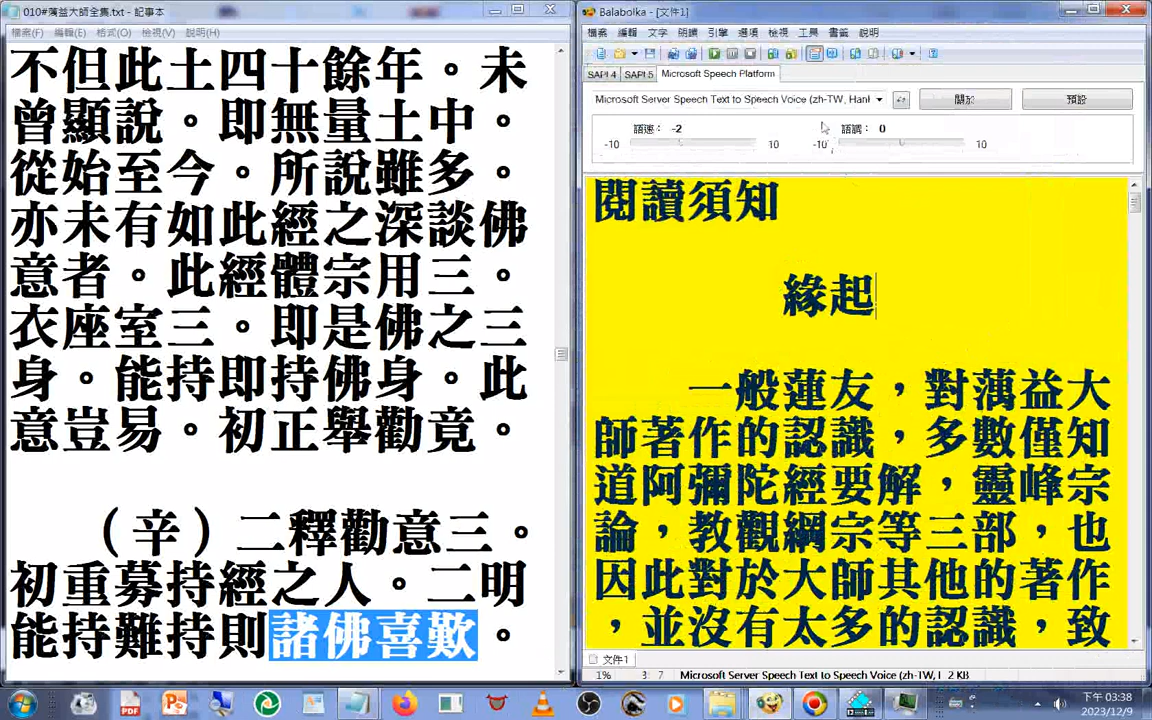 010#蕅益大師全集.txt - 記事本
檔案(F) 編輯(E) 格式(O) 檢視(V) 說明(H)
不但此土四十餘年。未
曾顯說。即無量土中。
從始至今。所說雖多。
亦未有如此經之深談佛
意者。此經體宗用三。
衣座室三。即是佛之三
身。能持即持佛身。此
意豈易。初正舉勸竟。
（辛）二釋勸意三。
初重募持經之人。二明
能持難持則諸佛喜歎。
Balabolka - [文件1]
檔案 編輯 文字 朗讀 引擎 選項 檢視 工具 書籤 說明
SAPI 4 SAPI 5 Microsoft Speech Platform
Microsoft Server Speech Text to Speech Voice (zh-TW, Hanl
關於 預設
語速： -2 語調： 0
-10 10 -10 10
閱讀須知
緣起
一般蓮友，對蕅益大
師著作的認識，多數僅知
道阿彌陀經要解，靈峰宗
論，教觀綱宗等三部，也
因此對於大師其他的著作
，並沒有太多的認識，致
文件1
1% 3: 7 Microsoft Server Speech Text to Speech Voice (zh-TW, I 2 KB
PDF
下午 03:38
2023/12/9